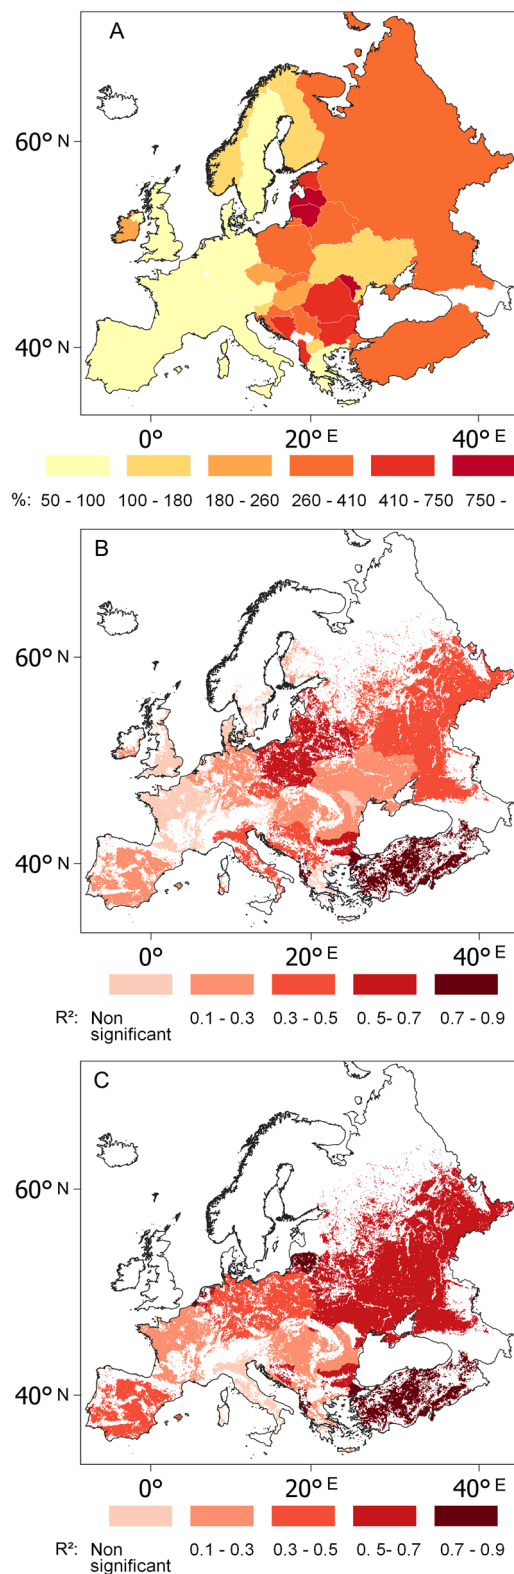 A
60° N
40° N
0° 20° E 40° E
%: 50 - 100 100 - 180 180 - 260 260 - 410 410 - 750 750 -
B
60° N
40° N
0° 20° E 40° E
R²: Non significant 0.1 - 0.3 0.3 - 0.5 0. 5- 0.7 0.7 - 0.9
C
60° N
40° N
0° 20° E 40° E
R²: Non significant 0.1 - 0.3 0.3 - 0.5 0. 5- 0.7 0.7 - 0.9